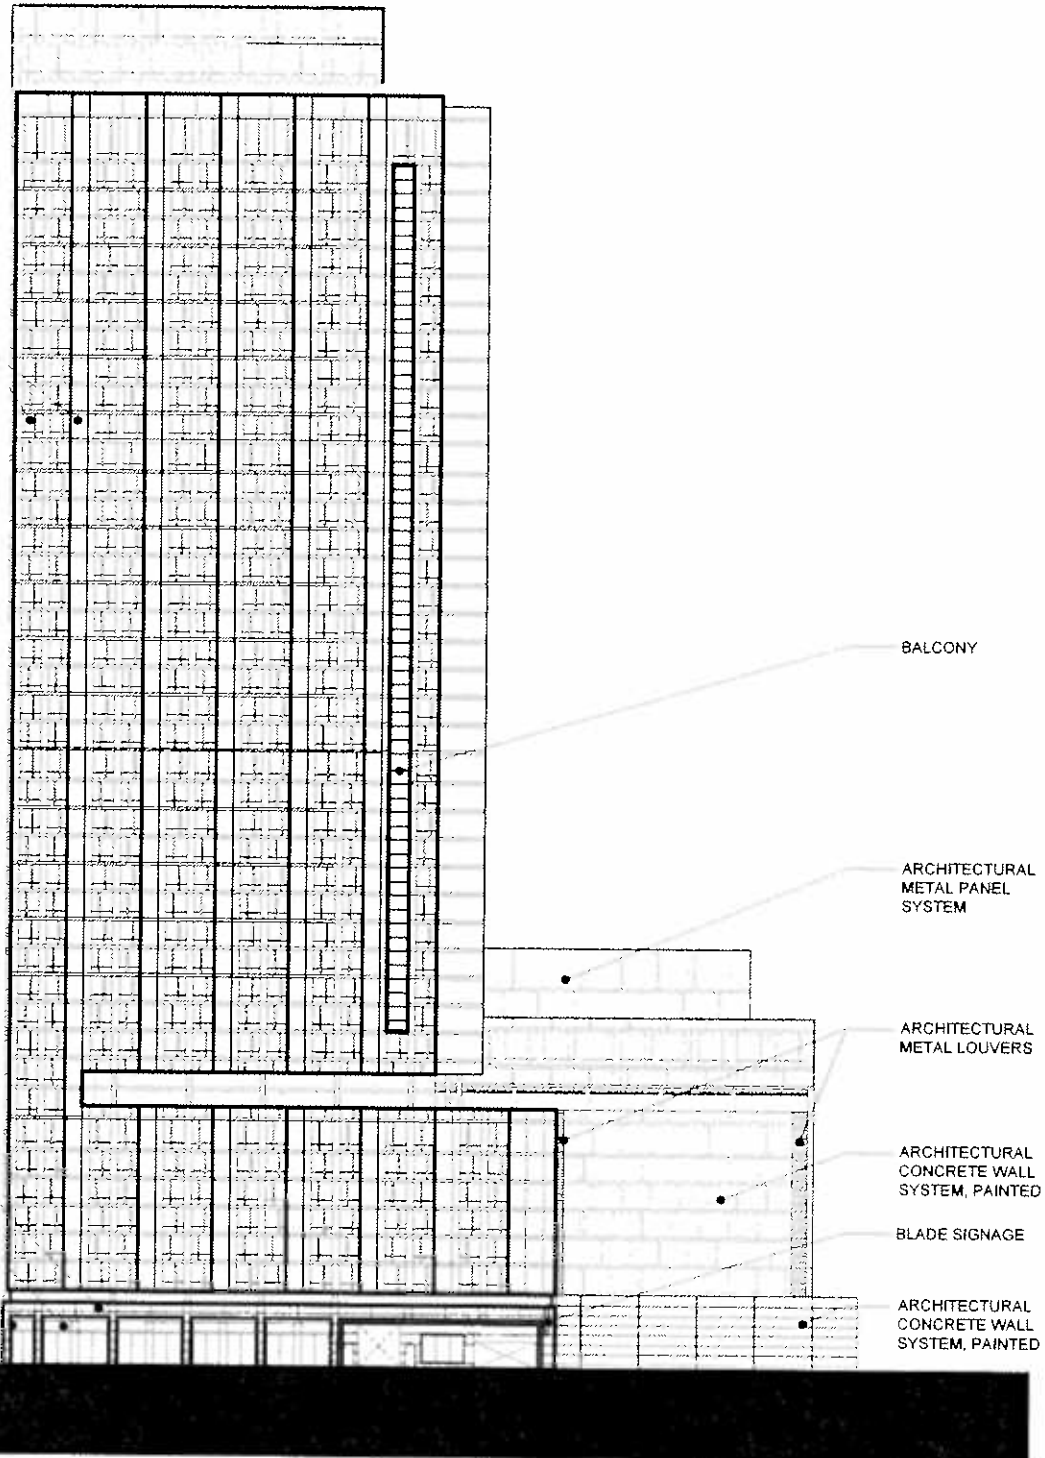 BALCONY
ARCHITECTURAL
METAL PANEL
SYSTEM
ARCHITECTURAL
METAL LOUVERS
ARCHITECTURAL
CONCRETE WALL
SYSTEM, PAINTED
BLADE SIGNAGE
ARCHITECTURAL
CONCRETE WALL
SYSTEM, PAINTED